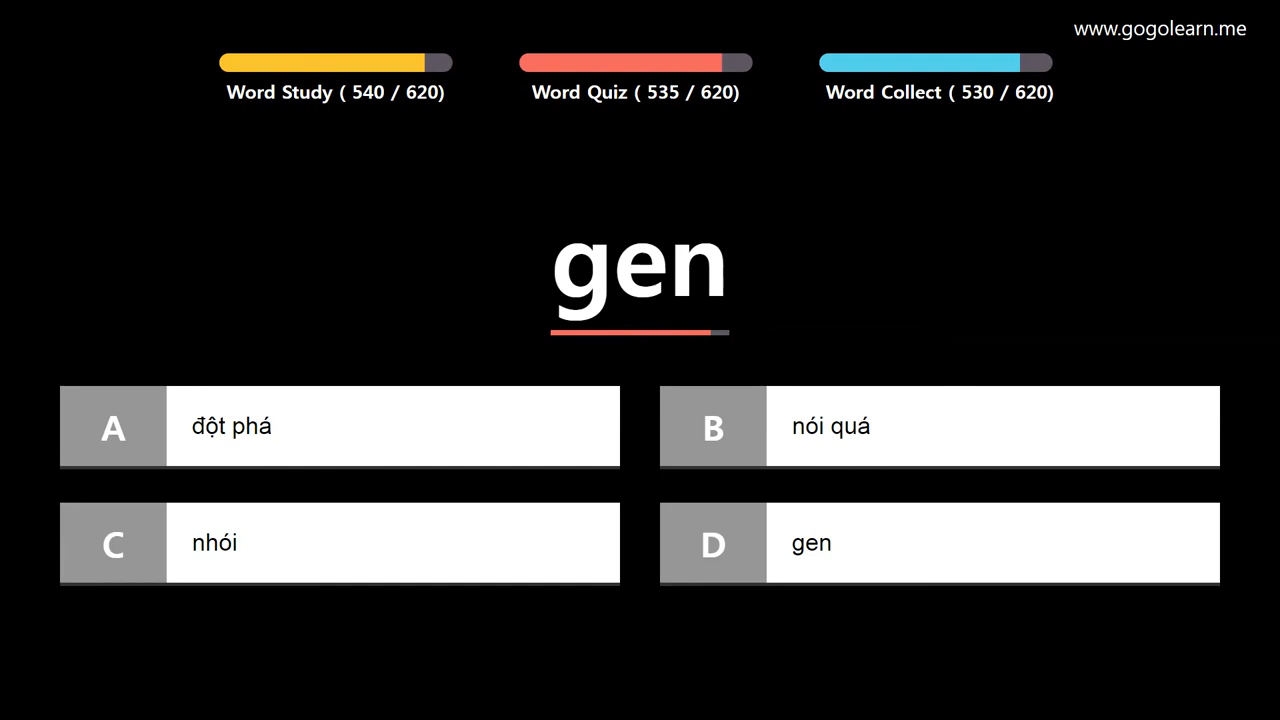 www.gogolearn.me
Word Study ( 540 / 620)
Word Quiz ( 535 / 620)
Word Collect ( 530 / 620)
gen
A đột phá
B nói quá
C nhói
D gen